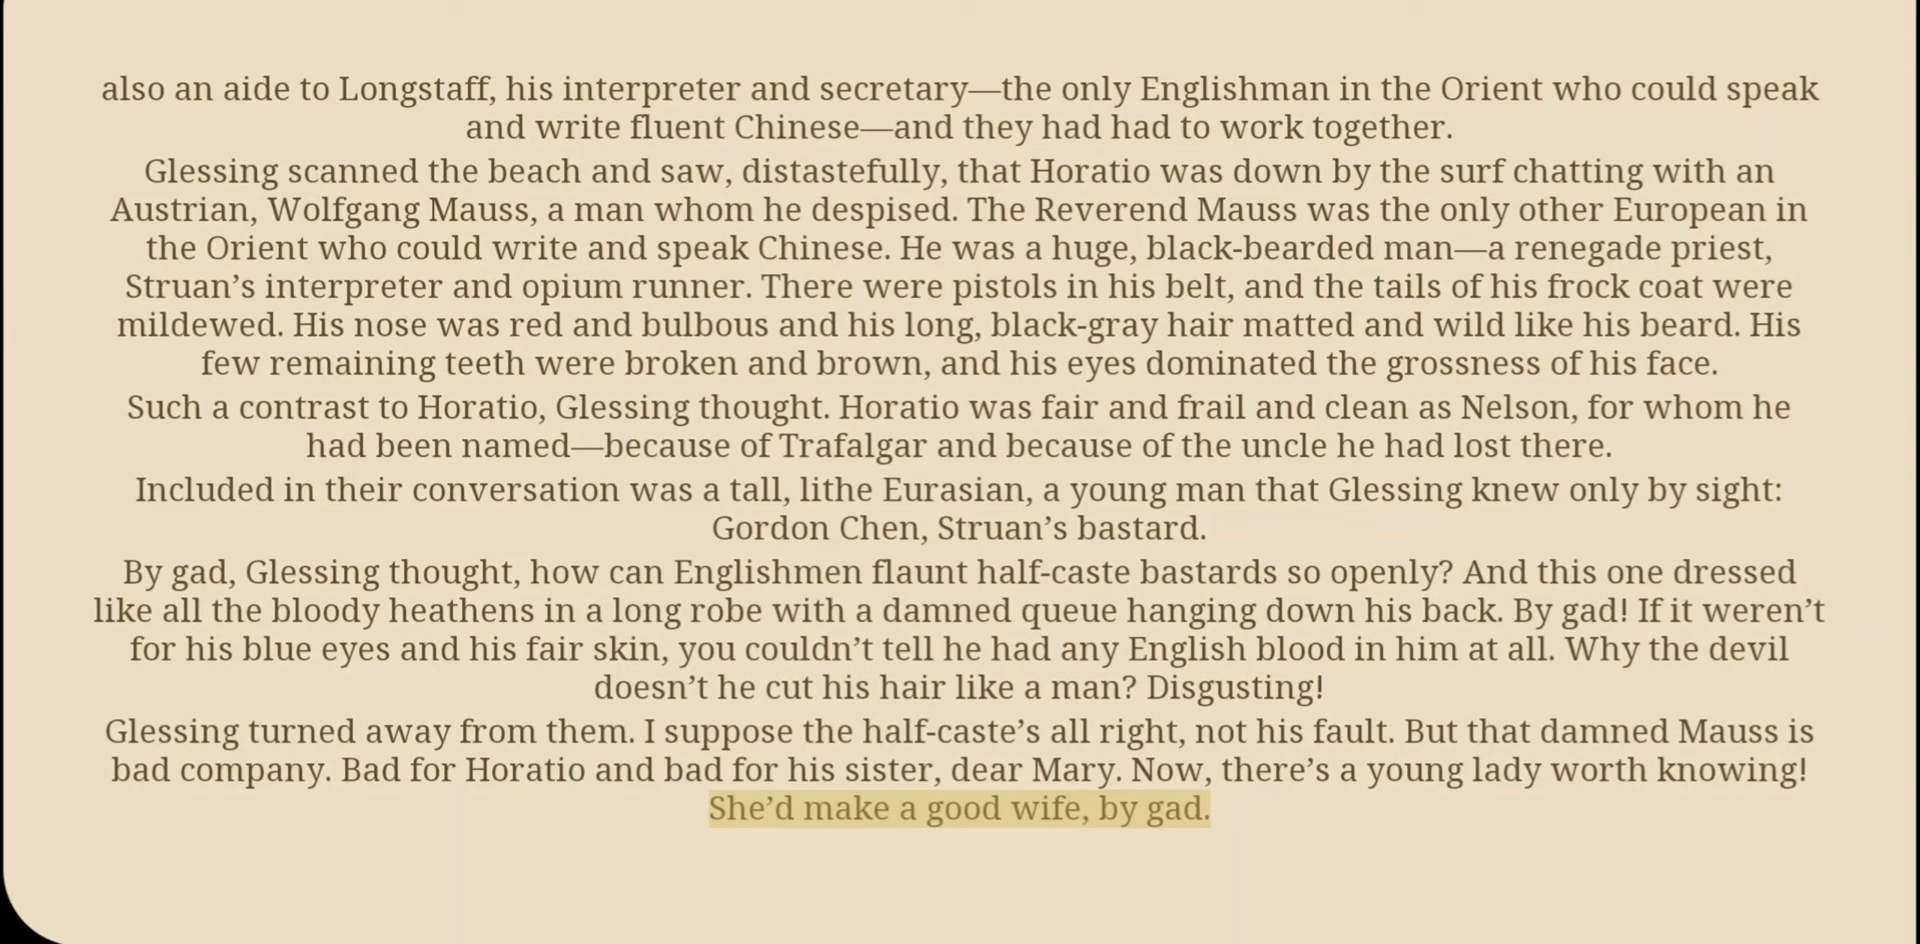 also an aide to Longstaff, his interpreter and secretary—the only Englishman in the Orient who could speak
and write fluent Chinese—and they had had to work together.
Glessing scanned the beach and saw, distastefully, that Horatio was down by the surf chatting with an
Austrian, Wolfgang Mauss, a man whom he despised. The Reverend Mauss was the only other European in
the Orient who could write and speak Chinese. He was a huge, black-bearded man—a renegade priest,
Struan’s interpreter and opium runner. There were pistols in his belt, and the tails of his frock coat were
mildewed. His nose was red and bulbous and his long, black-gray hair matted and wild like his beard. His
few remaining teeth were broken and brown, and his eyes dominated the grossness of his face.
Such a contrast to Horatio, Glessing thought. Horatio was fair and frail and clean as Nelson, for whom he
had been named—because of Trafalgar and because of the uncle he had lost there.
Included in their conversation was a tall, lithe Eurasian, a young man that Glessing knew only by sight:
Gordon Chen, Struan’s bastard.
By gad, Glessing thought, how can Englishmen flaunt half-caste bastards so openly? And this one dressed
like all the bloody heathens in a long robe with a damned queue hanging down his back. By gad! If it weren’t
for his blue eyes and his fair skin, you couldn’t tell he had any English blood in him at all. Why the devil
doesn’t he cut his hair like a man? Disgusting!
Glessing turned away from them. I suppose the half-caste’s all right, not his fault. But that damned Mauss is
bad company. Bad for Horatio and bad for his sister, dear Mary. Now, there’s a young lady worth knowing!
She’d make a good wife, by gad.